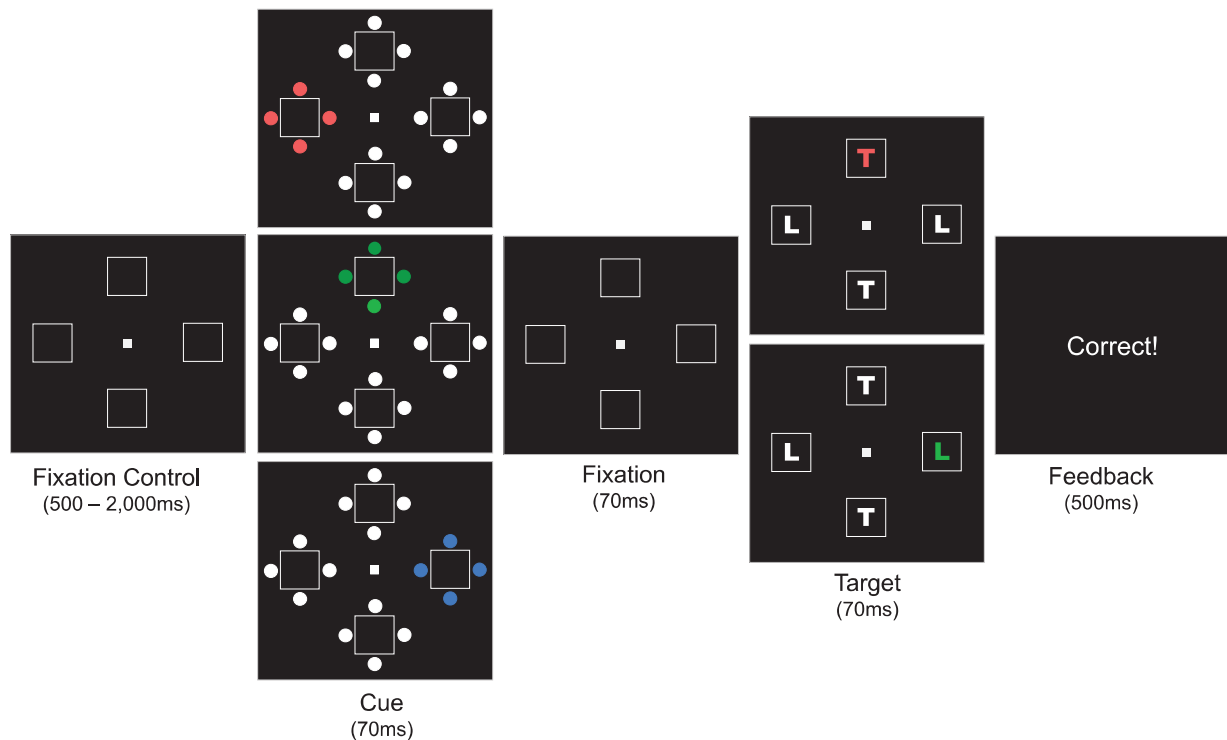 Fixation Control
(500 – 2,000ms)
Cue
(70ms)
Fixation
(70ms)
T
L
L
T
T
L
L
T
Target
(70ms)
Correct!
Feedback
(500ms)